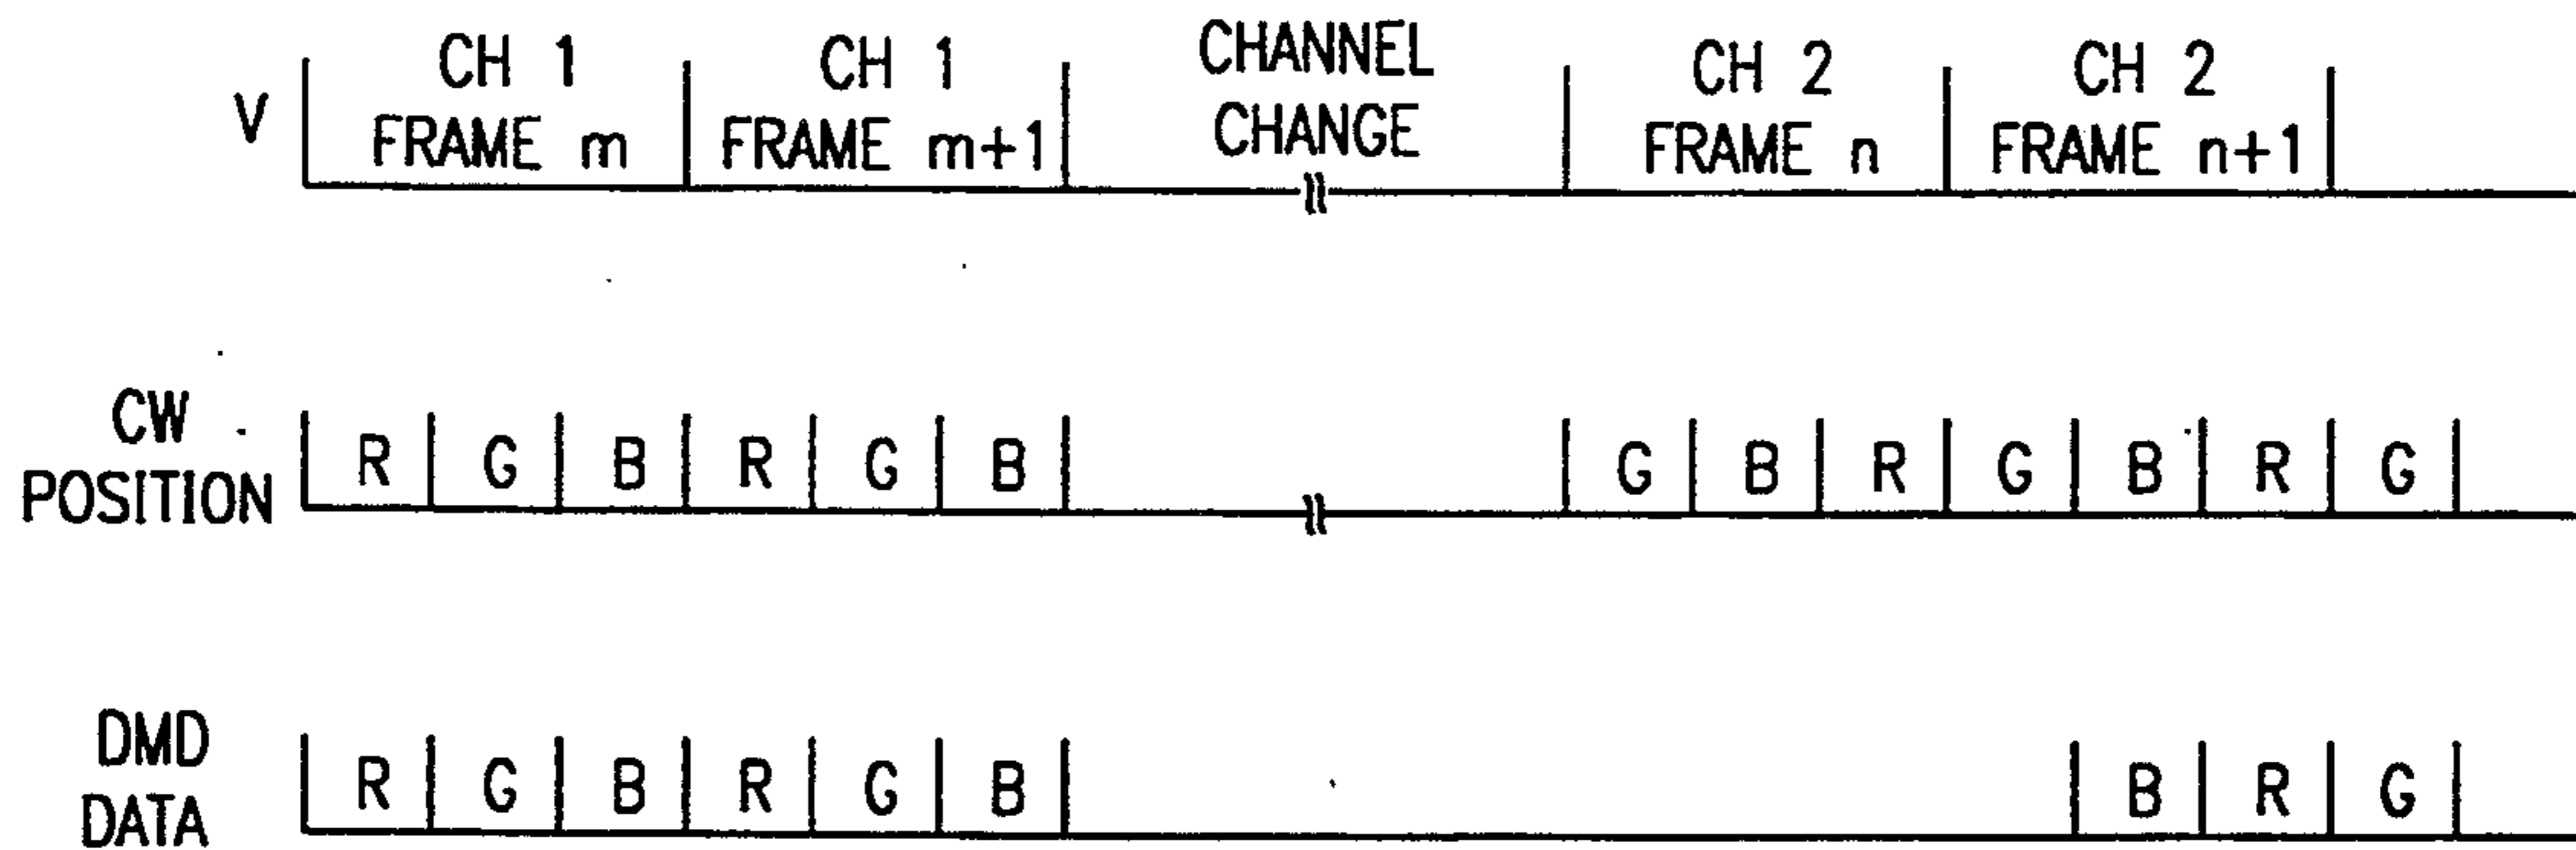 V
CH 1
FRAME m
CH 1
FRAME m+1
CHANNEL
CHANGE
CH 2
FRAME n
CH 2
FRAME n+1
CW
POSITION
R G B R G B G B R G B R G
DMD
DATA
R G B R G B B R G